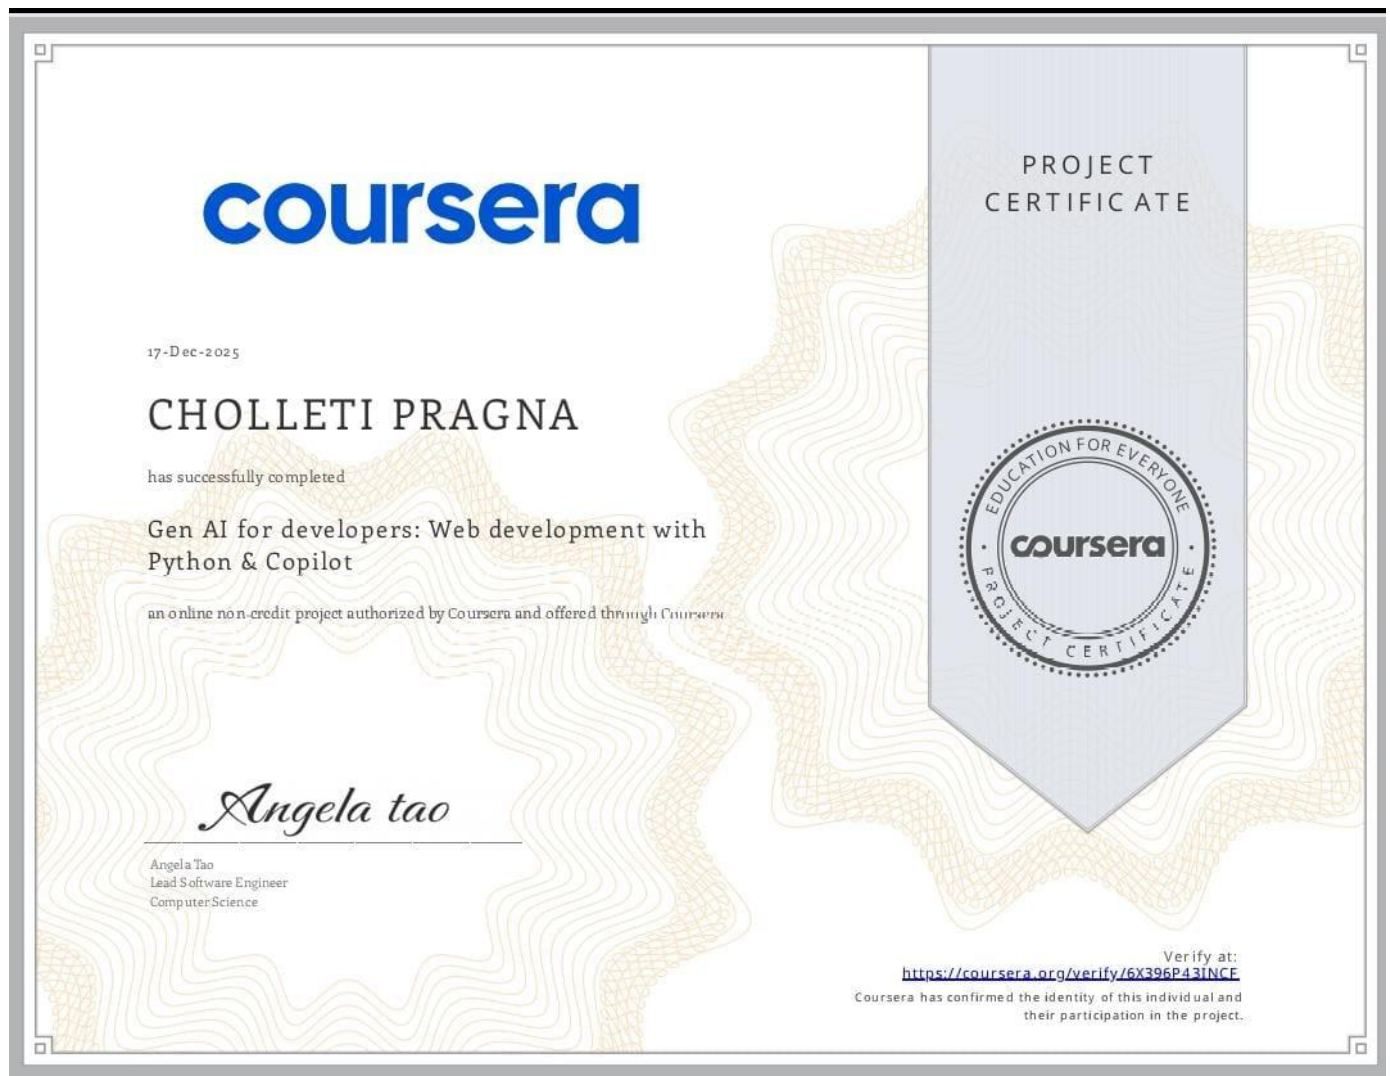 coursera
PROJECT
CERTIFICATE
17-Dec-2025
CHOLLETI PRAGNA
has successfully completed
Gen AI for developers: Web development with
Python & Copilot
an online non-credit project authorized by Coursera and offered through Coursera
EDUCATION FOR EVERYONE
coursera
PROJECT CERTIFICATE
Angela tao
Angela Tao
Lead Software Engineer
Computer Science
Verify at:
https://coursera.org/verify/6X396P43INCF
Coursera has confirmed the identity of this individual and
their participation in the project.